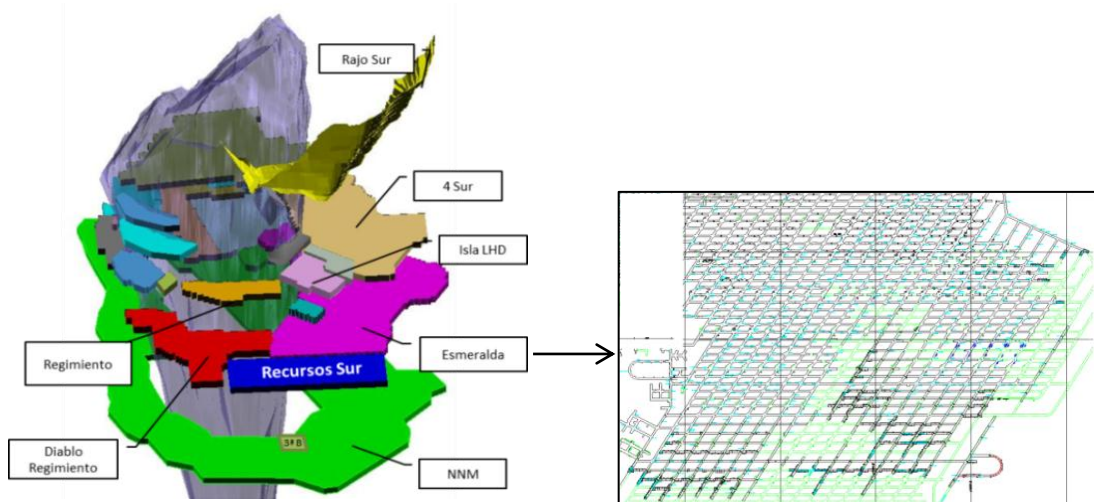 Rajo Sur
4 Sur
Isla LHD
Regimiento
Esmeralda
Recursos Sur
Diablo
Regimiento
NNM